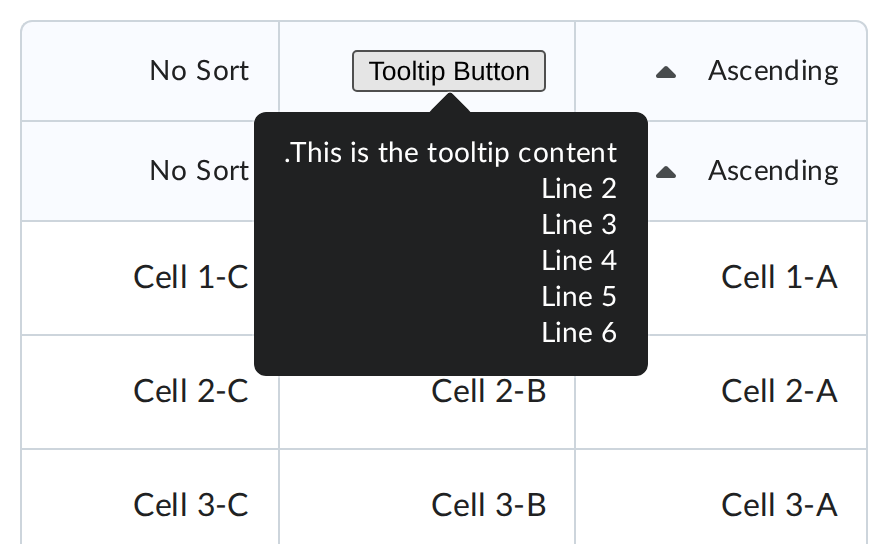 No Sort
Tooltip Button
Ascending
.This is the tooltip content
Line 2
Line 3
Line 4
Line 5
Line 6
No Sort
Ascending
Cell 1-C
Cell 1-A
Cell 2-C
Cell 2-B
Cell 2-A
Cell 3-C
Cell 3-B
Cell 3-A